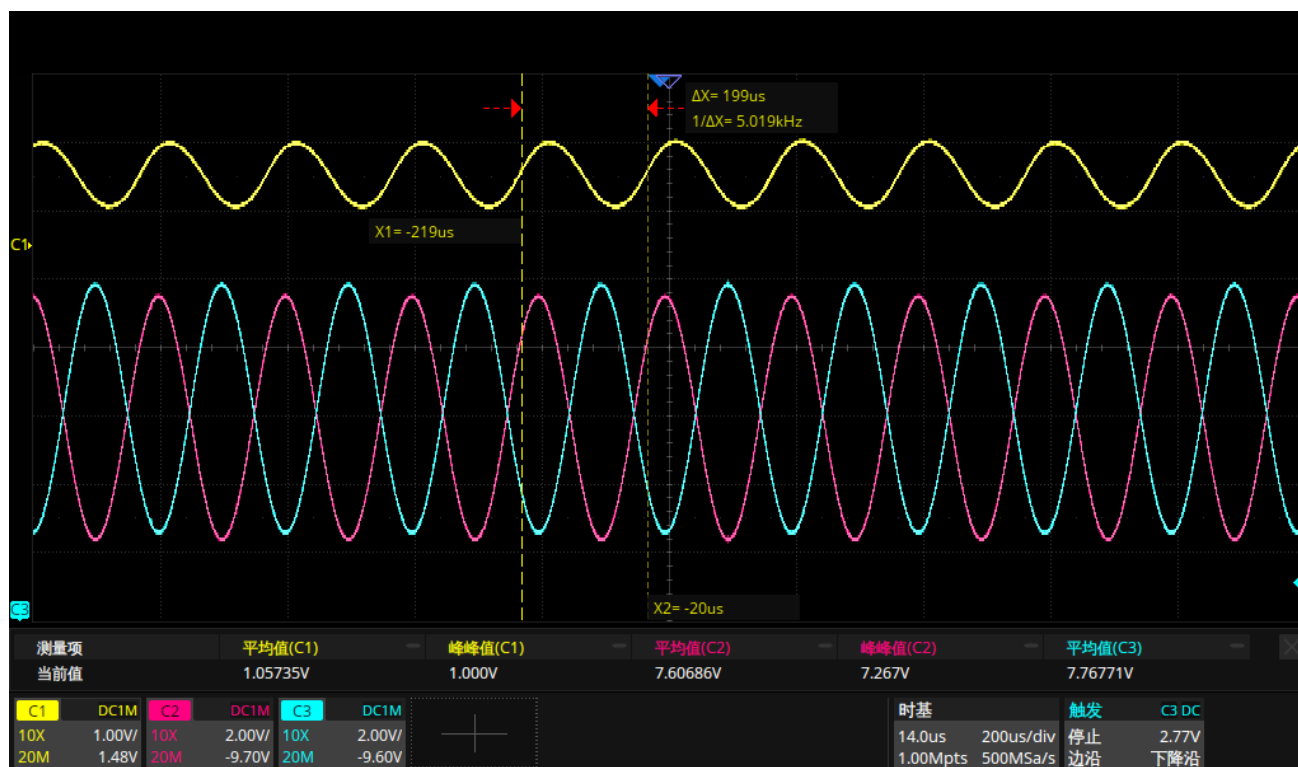 ΔX= 199us
1/ΔX= 5.019kHz
X1= -219us
C1
C3
X2= -20us
测量项 平均值(C1) 峰峰值(C1) 平均值(C2) 峰峰值(C2) 平均值(C3)
当前值 1.05735V 1.000V 7.60686V 7.267V 7.76771V
C1 DC1M C2 DC1M C3 DC1M 时基 触发 C3 DC
10X 1.00V/ 10X 2.00V/ 10X 2.00V/ 14.0us 200us/div 停止 2.77V
20M 1.48V 20M -9.70V 20M -9.60V 1.00Mpts 500MSa/s 边沿 下降沿